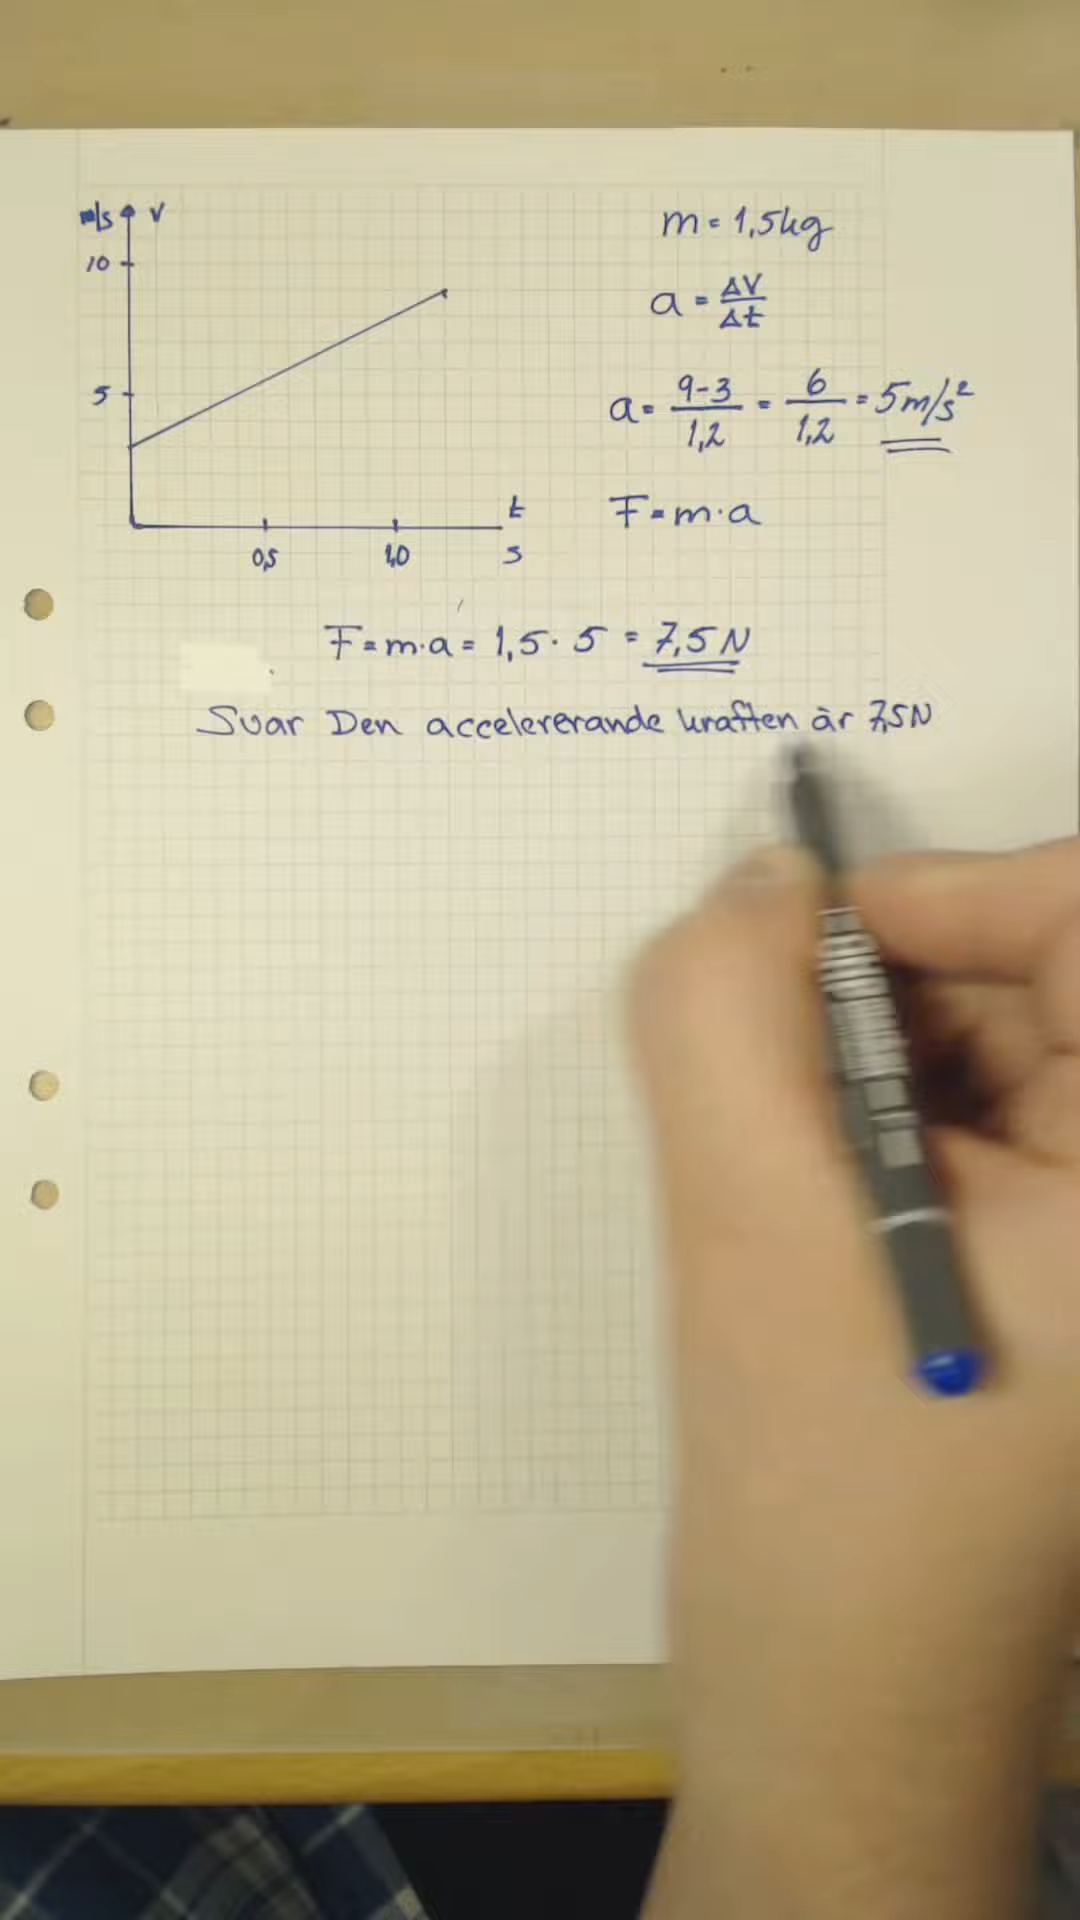 m/s v
10
5
0,5 1,0 t
s
m = 1,5kg
a = ΔV/Δt
a = 9-3/1,2 = 6/1,2 = 5m/s²
F = m·a
F = m·a = 1,5 · 5 = 7,5 N
Svar Den accelererande kraften är 7,5N